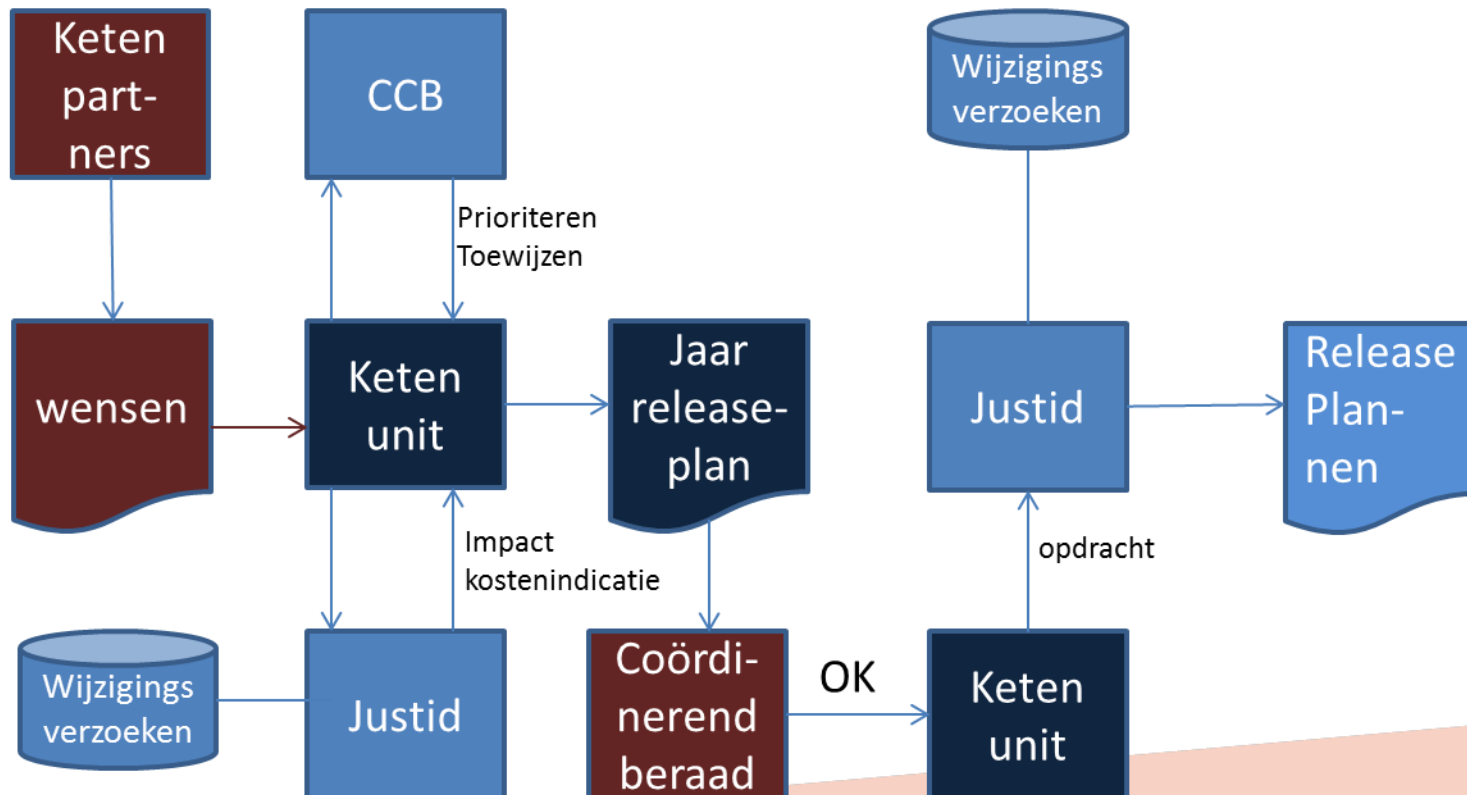 Keten
part-
ners
CCB
Wijzigings
verzoeken
Prioriteren
Toewijzen
wensen
Keten
unit
Jaar
release-
plan
Justid
Release
Plan-
nen
Impact
kostenindicatie
opdracht
Wijzigings
verzoeken
Justid
Coördi-
nerend
beraad
OK
Keten
unit